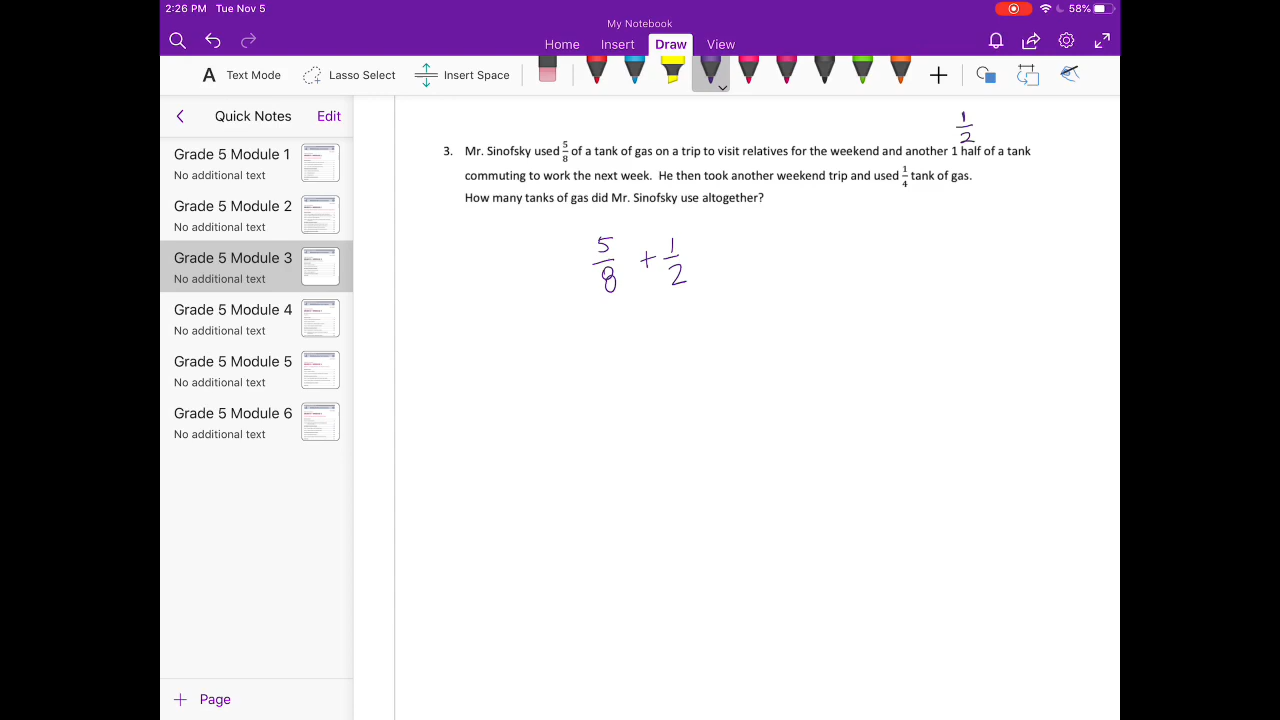 2:26 PM Tue Nov 5
58%
My Notebook
Home Insert Draw View
A Text Mode Lasso Select Insert Space
Quick Notes Edit
Grade 5 Module 1
No additional text
Grade 5 Module 2
No additional text
Grade 5 Module 3
No additional text
Grade 5 Module 4
No additional text
Grade 5 Module 5
No additional text
Grade 5 Module 6
No additional text
+ Page
1/2
3. Mr. Sinofsky used 5/8 of a tank of gas on a trip to visit relatives for the weekend and another 1 half of a tank
commuting to work the next week. He then took another weekend trip and used 1/4 tank of gas.
How many tanks of gas did Mr. Sinofsky use altogether?
5/8 + 1/2